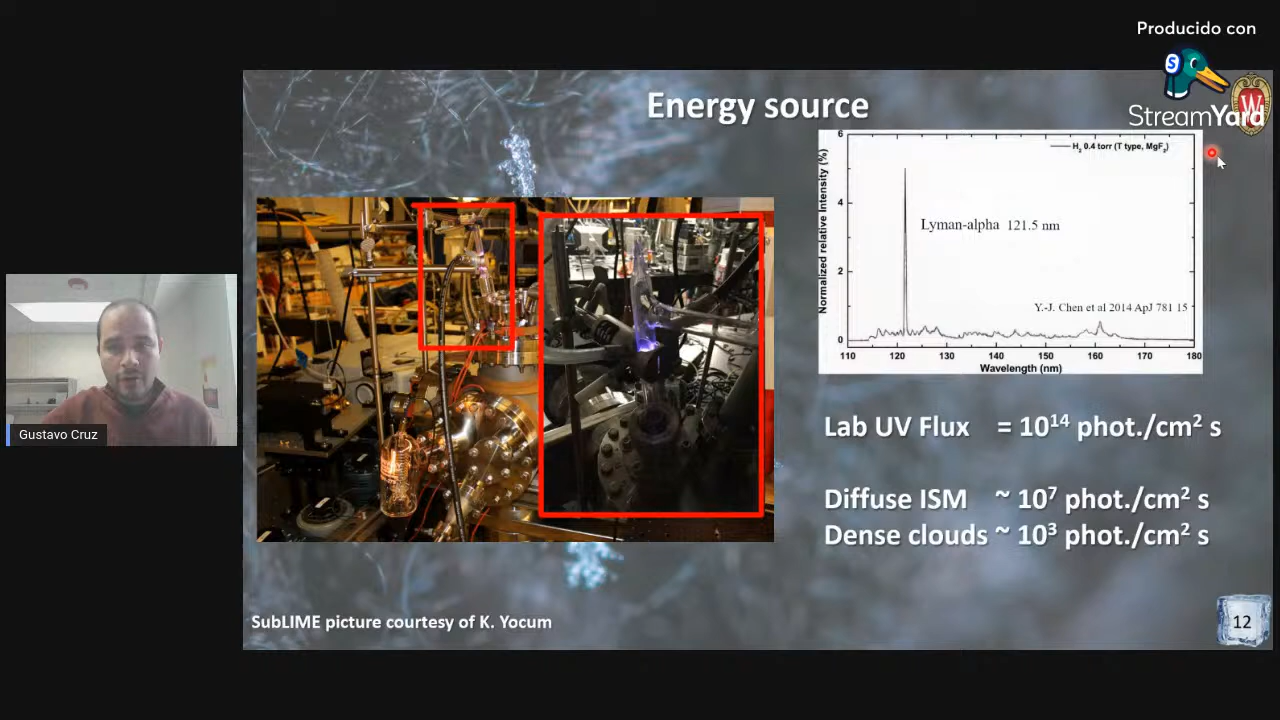 Producido con
StreamYard
Energy source
Normalized relative Intensity (%)
6
4
2
0
H2 0.4 torr (T type, MgF2)
Lyman-alpha 121.5 nm
Y.-J. Chen et al 2014 ApJ 781 15
110 120 130 140 150 160 170 180
Wavelength (nm)
Lab UV Flux = 10¹⁴ phot./cm² s
Diffuse ISM ~ 10⁷ phot./cm² s
Dense clouds ~ 10³ phot./cm² s
Gustavo Cruz
SubLIME picture courtesy of K. Yocum
12